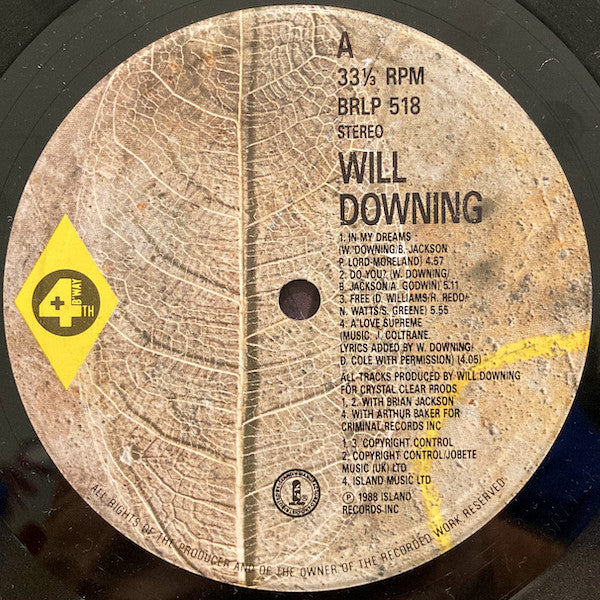 A
33⅓ RPM
BRLP 518
STEREO
WILL
DOWNING
1. IN MY DREAMS
(W. DOWNING/B. JACKSON
P. LORD-MORELAND) 4.57
2. DO YOU? (W. DOWNING/
B. JACKSON/A. GODWIN) 5.11
3. FREE (D. WILLIAMS/R. REDD/
N. WATTS/S. GREENE) 5.55
4. A LOVE SUPREME
(MUSIC: J. COLTRANE.
LYRICS ADDED BY W. DOWNING/
D. COLE WITH PERMISSION) (4.05)
ALL TRACKS PRODUCED BY WILL DOWNING
FOR CRYSTAL CLEAR PRODS
1, 2. WITH BRIAN JACKSON
4. WITH ARTHUR BAKER FOR
CRIMINAL RECORDS INC
1. 3. COPYRIGHT CONTROL
2. COPYRIGHT CONTROL/JOBETE
MUSIC (UK) LTD
4. ISLAND MUSIC LTD
℗ 1988 ISLAND
RECORDS INC
4TH
+
B'WAY
ALL RIGHTS OF THE PRODUCER AND OF THE OWNER OF THE RECORDED WORK RESERVED